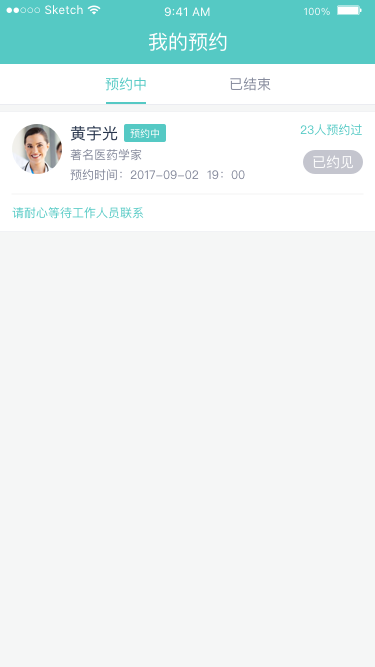 Sketch 9:41 AM 100%
我的预约
预约中 已结束
黄宇光 预约中 23人预约过
著名医药学家 已约见
预约时间：2017-09-02 19：00
请耐心等待工作人员联系